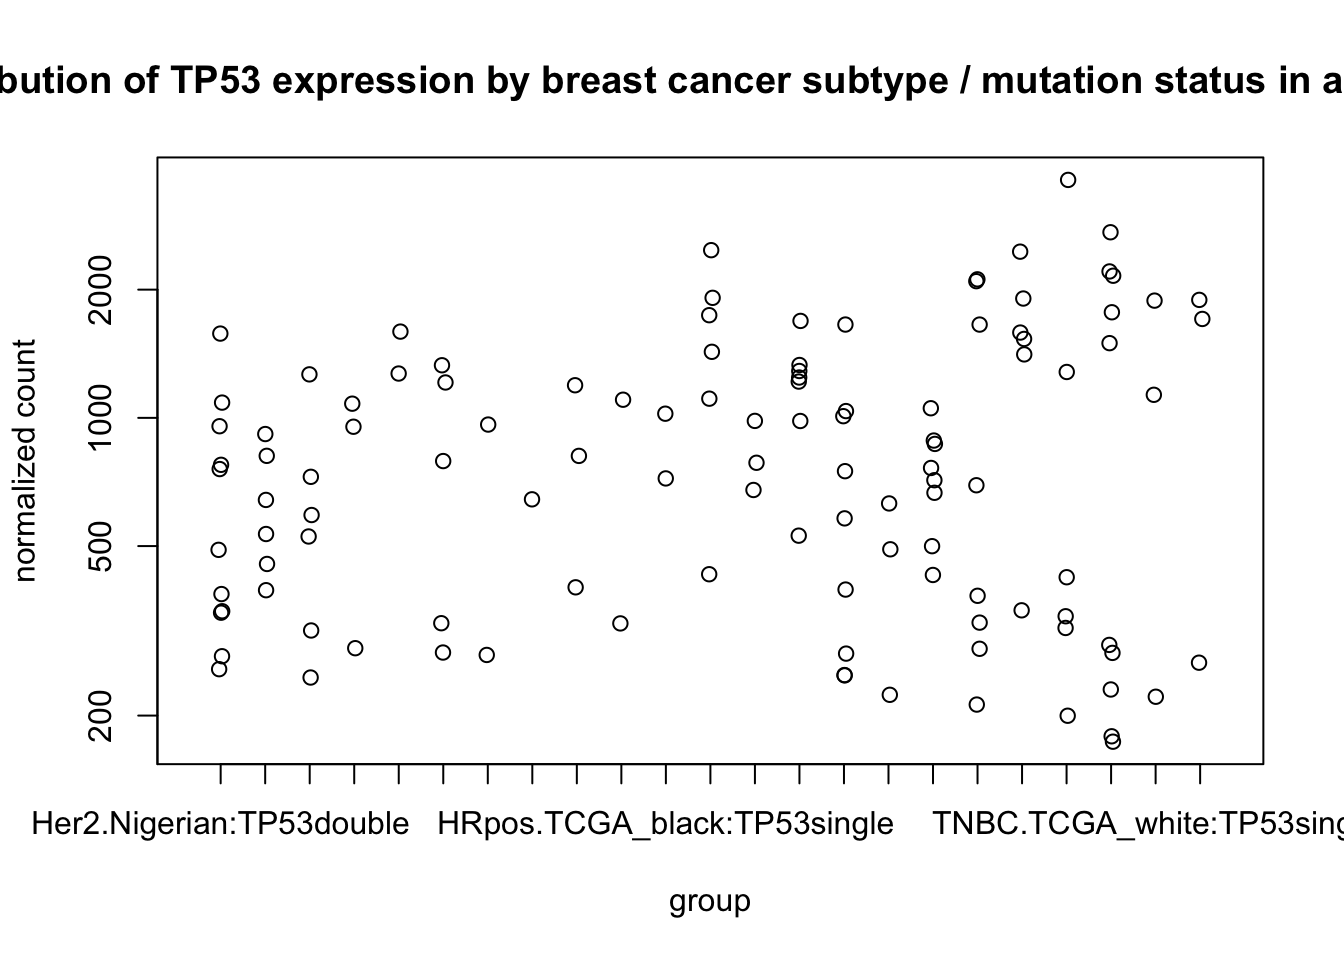 bution of TP53 expression by breast cancer subtype / mutation status in a
normalized count
2000
1000
500
200
Her2.Nigerian:TP53double HRpos.TCGA_black:TP53single TNBC.TCGA_white:TP53sing
group